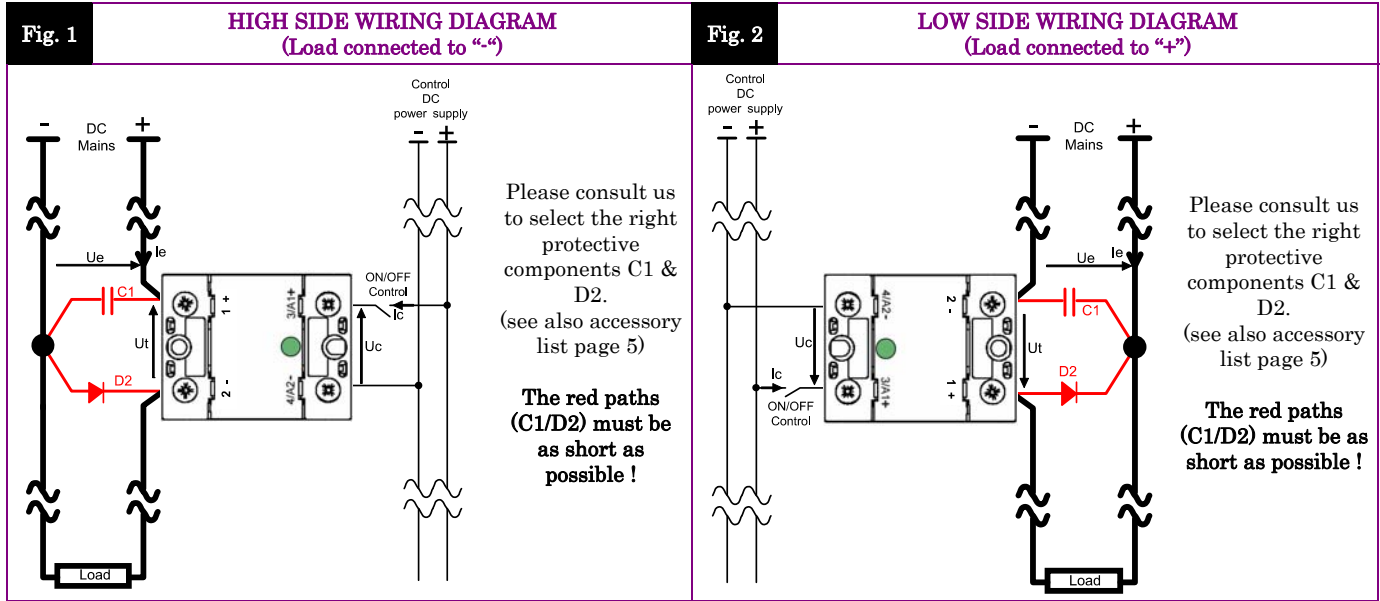 Fig. 1
HIGH SIDE WIRING DIAGRAM
(Load connected to “-“)
Control
DC
power supply
- +
- DC +
Mains
Ue
Ie
C1
Ut
D2
1 +
2 -
3/A1+
4/A2-
ON/OFF
Control
Ic
Uc
Load
Please consult us
to select the right
protective
components C1 &
D2.
(see also accessory
list page 5)
The red paths
(C1/D2) must be
as short as
possible !
Fig. 2
LOW SIDE WIRING DIAGRAM
(Load connected to “+”)
Control
DC
power supply
- +
- DC +
Mains
Ue
Ie
4/A2-
3/A1+
2 -
1 +
Uc
Ic
ON/OFF
Control
Ut
C1
D2
Load
Please consult us
to select the right
protective
components C1 &
D2.
(see also accessory
list page 5)
The red paths
(C1/D2) must be as
short as possible !